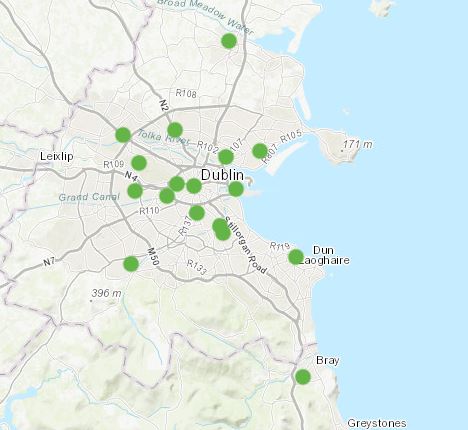 Broad Meadow Water
R108
N2
Tolka River
R102
R107
R807
R105
171 m
Leixlip
R109
N4
Dublin
Grand Canal
R110
R137
Stillorgan Road
R119
Dun
Laoghaire
M50
N7
R133
396 m
Bray
Greystones